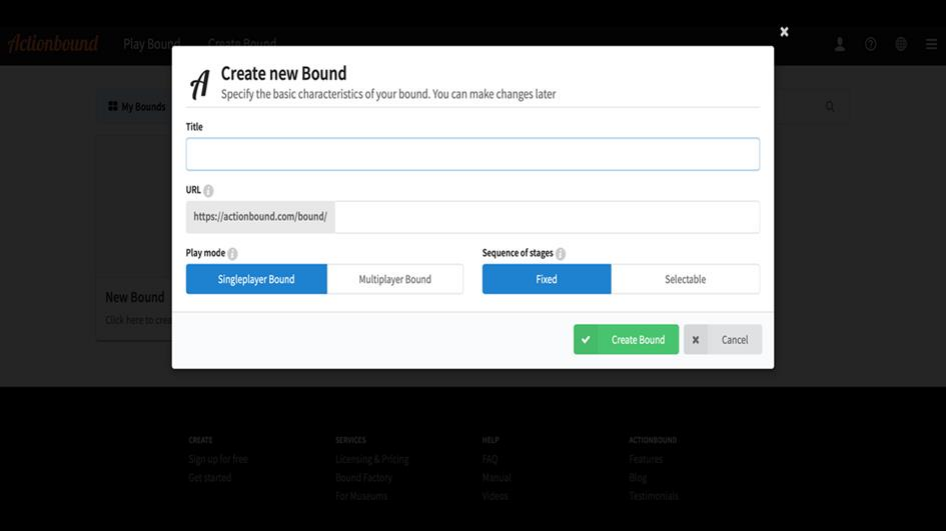 Actionbound Play Bound Create Bound
A Create new Bound
Specify the basic characteristics of your bound. You can make changes later
My Bounds
Title
URL i
https://actionbound.com/bound/
Play mode i Sequence of stages i
Singleplayer Bound Multiplayer Bound Fixed Selectable
New Bound
Click here to
Create Bound Cancel
CREATE SERVICES HELP ACTIONBOUND
Sign up for free Licensing & Pricing FAQ Features
Get started Bound Factory Manual Blog
For Museums Videos Testimonials